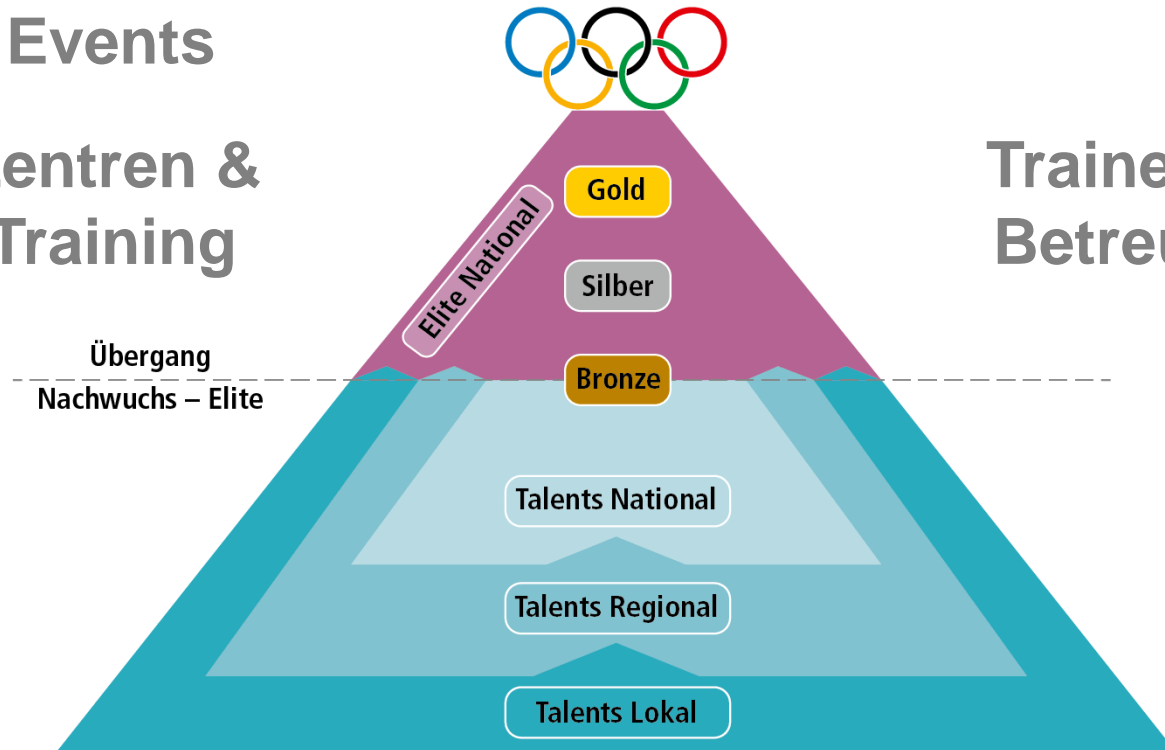 Events
entren &
Training
Traine
Betreu
Gold
Elite National
Silber
Übergang
Bronze
Nachwuchs – Elite
Talents National
Talents Regional
Talents Lokal